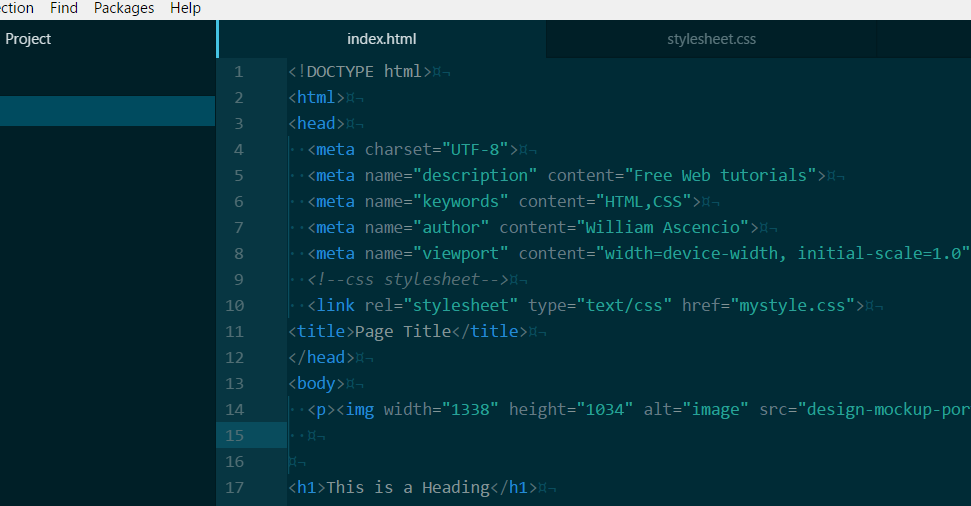 Find Packages Help
Project
index.html stylesheet.css
1 <!DOCTYPE html>¤¬
2 <html>¤¬
3 <head>¤¬
4 ··<meta charset="UTF-8">¤¬
5 ··<meta name="description" content="Free Web tutorials">¤¬
6 ··<meta name="keywords" content="HTML,CSS">¤¬
7 ··<meta name="author" content="William Ascencio">¤¬
8 ··<meta name="viewport" content="width=device-width, initial-scale=1.0"
9 ··<!--css stylesheet-->¤¬
10 ··<link rel="stylesheet" type="text/css" href="mystyle.css">¤¬
11 <title>Page Title</title>¤¬
12 </head>¤¬
13 <body>¤¬
14 ··<p><img width="1338" height="1034" alt="image" src="design-mockup-por
15 ··¤¬
16 ¤¬
17 <h1>This is a Heading</h1>¤¬